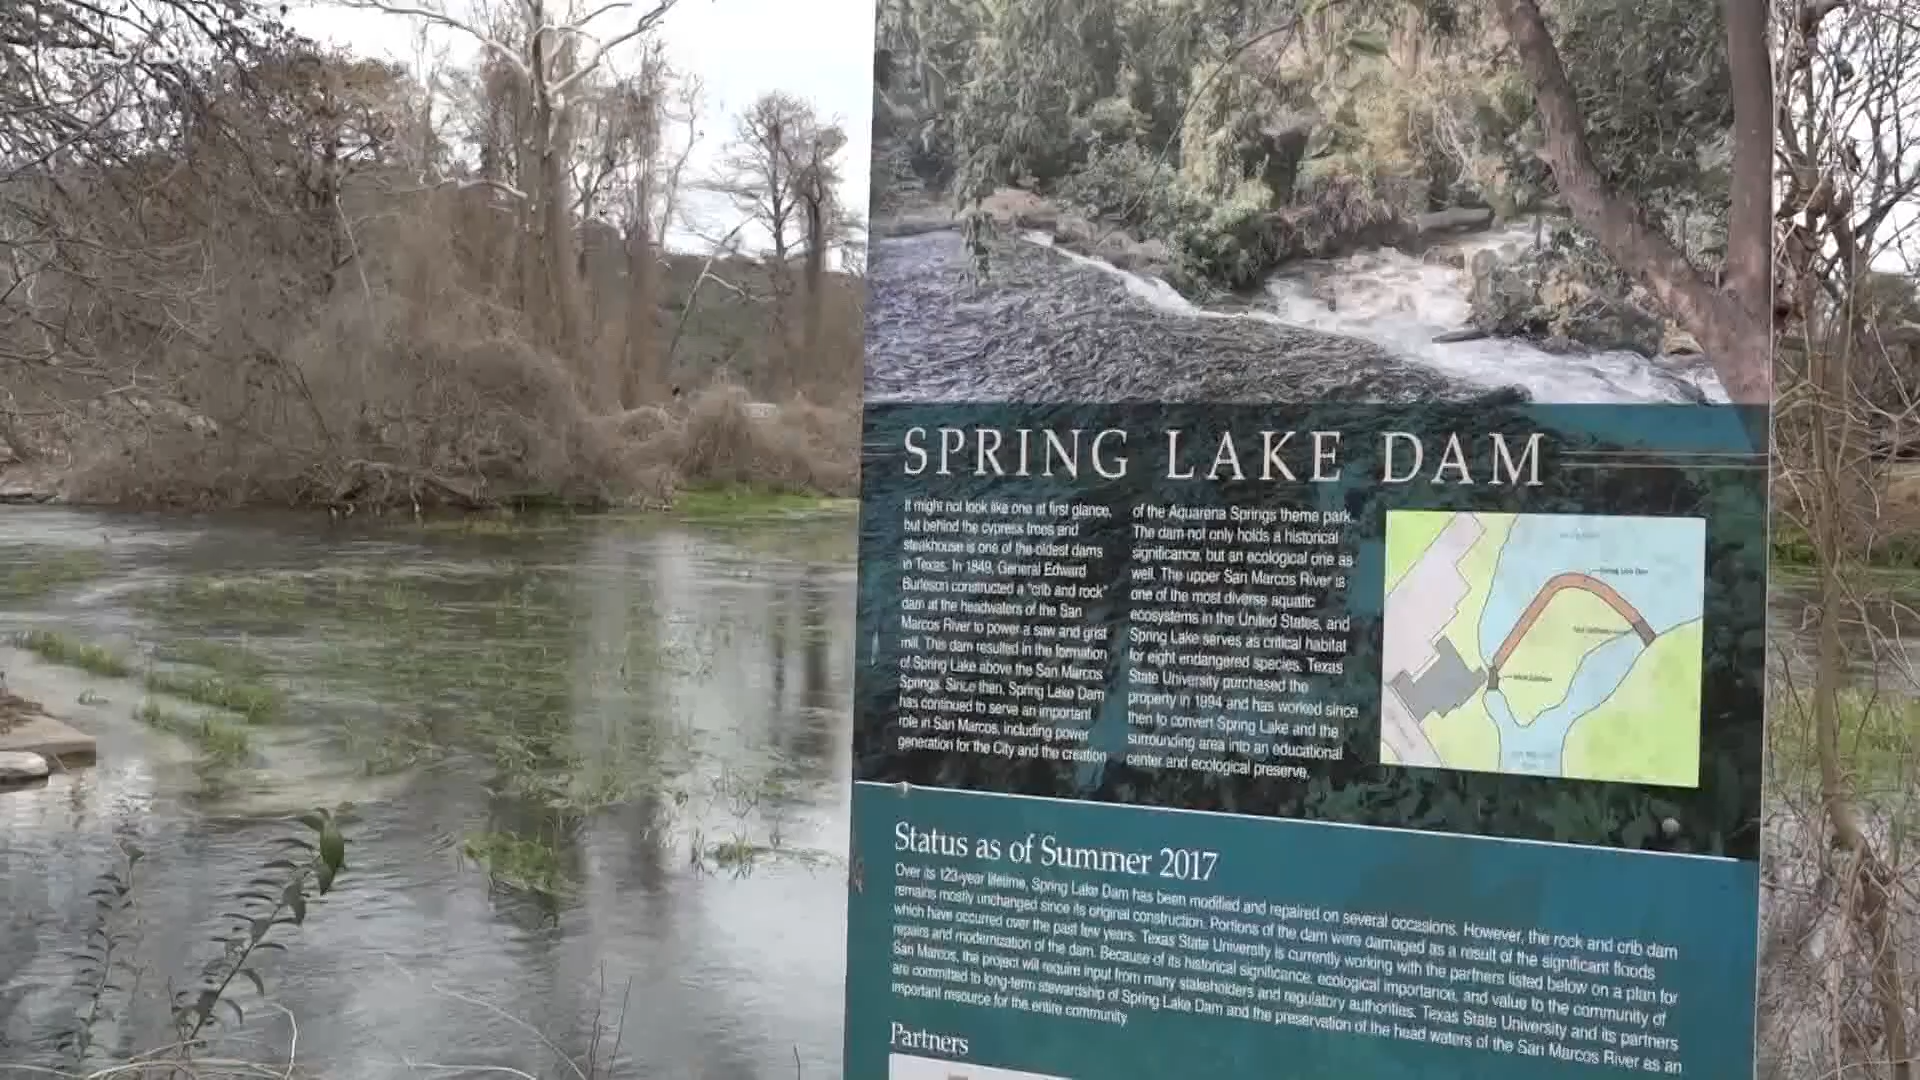 SPRING LAKE DAM
It might not look like one at first glance,
but behind the cypress trees and
steakhouse is one of the oldest dams
in Texas. In 1849, General Edward
Burleson constructed a "crib and rock"
dam at the headwaters of the San
Marcos River to power a saw and grist
mill. This dam resulted in the formation
of Spring Lake above the San Marcos
Springs. Since then, Spring Lake Dam
has continued to serve an important
role in San Marcos, including power
generation for the City and the creation
of the Aquarena Springs theme park.
The dam not only holds a historical
significance, but an ecological one as
well. The upper San Marcos River is
one of the most diverse aquatic
ecosystems in the United States, and
Spring Lake serves as critical habitat
for eight endangered species. Texas
State University purchased the
property in 1994 and has worked since
then to convert Spring Lake and the
surrounding area into an educational
center and ecological preserve.
Spring Lake Dam
Status as of Summer 2017
Over its 123-year lifetime, Spring Lake Dam has been modified and repaired on several occasions. However, the rock and crib dam
remains mostly unchanged since its original construction. Portions of the dam were damaged as a result of the significant floods
which have occurred over the past few years. Texas State University is currently working with the partners listed below on a plan for
repairs and modernization of the dam. Because of its historical significance, ecological importance, and value to the community of
San Marcos, the project will require input from many stakeholders and regulatory authorities. Texas State University and its partners
are committed to long-term stewardship of Spring Lake Dam and the preservation of the head waters of the San Marcos River as an
important resource for the entire community.
Partners